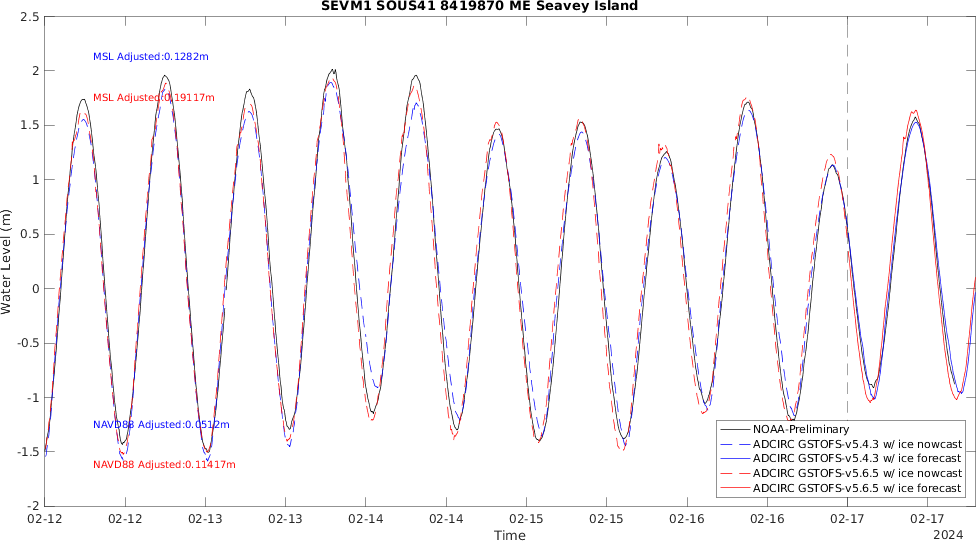 SEVM1 SOUS41 8419870 ME Seavey Island
2.5
2
1.5
1
0.5
0
-0.5
-1
-1.5
-2
Water Level (m)
MSL Adjusted:0.1282m
MSL Adjusted:0.19117m
NAVD88 Adjusted:0.0512m
NAVD88 Adjusted:0.11417m
NOAA-Preliminary
ADCIRC GSTOFS-v5.4.3 w/ ice nowcast
ADCIRC GSTOFS-v5.4.3 w/ ice forecast
ADCIRC GSTOFS-v5.6.5 w/ ice nowcast
ADCIRC GSTOFS-v5.6.5 w/ ice forecast
02-12 02-12 02-13 02-13 02-14 02-14 02-15 02-15 02-16 02-16 02-17 02-17
Time
2024